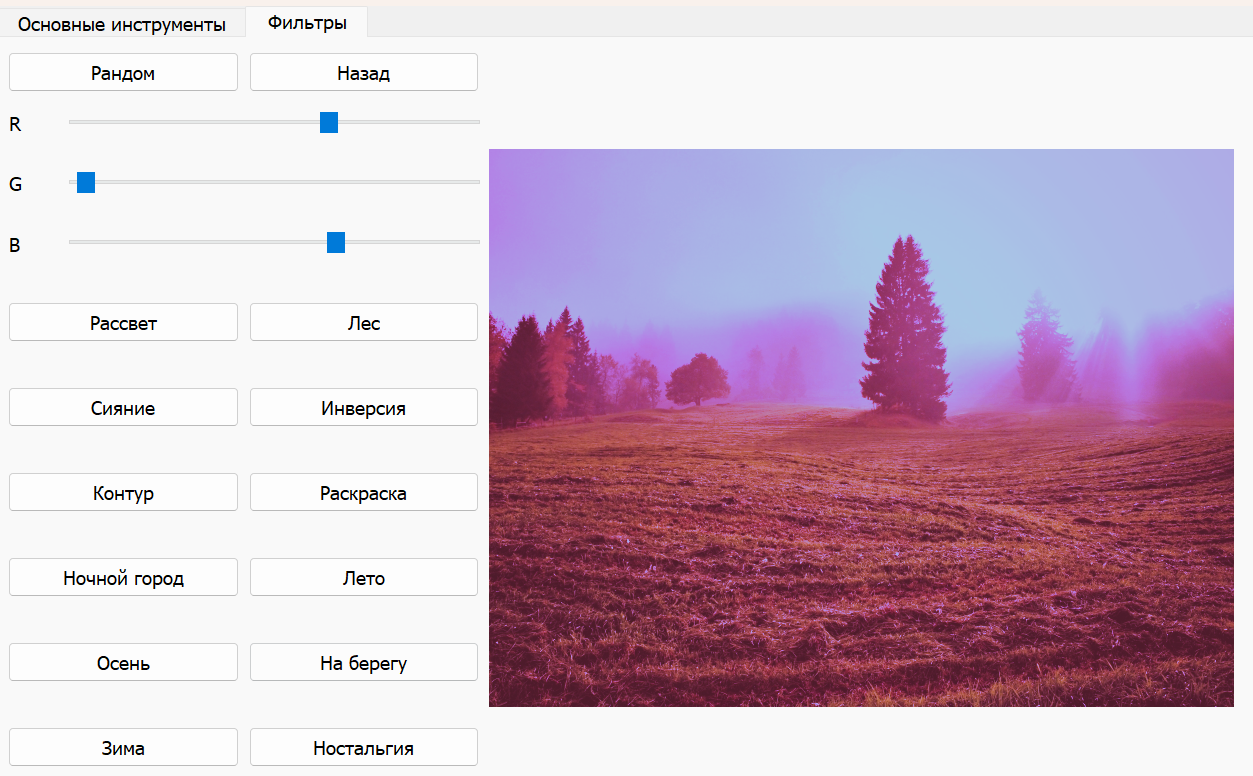 Основные инструменты
Фильтры
Рандом
Назад
R
G
B
Рассвет
Лес
Сияние
Инверсия
Контур
Раскраска
Ночной город
Лето
Осень
На берегу
Зима
Ностальгия